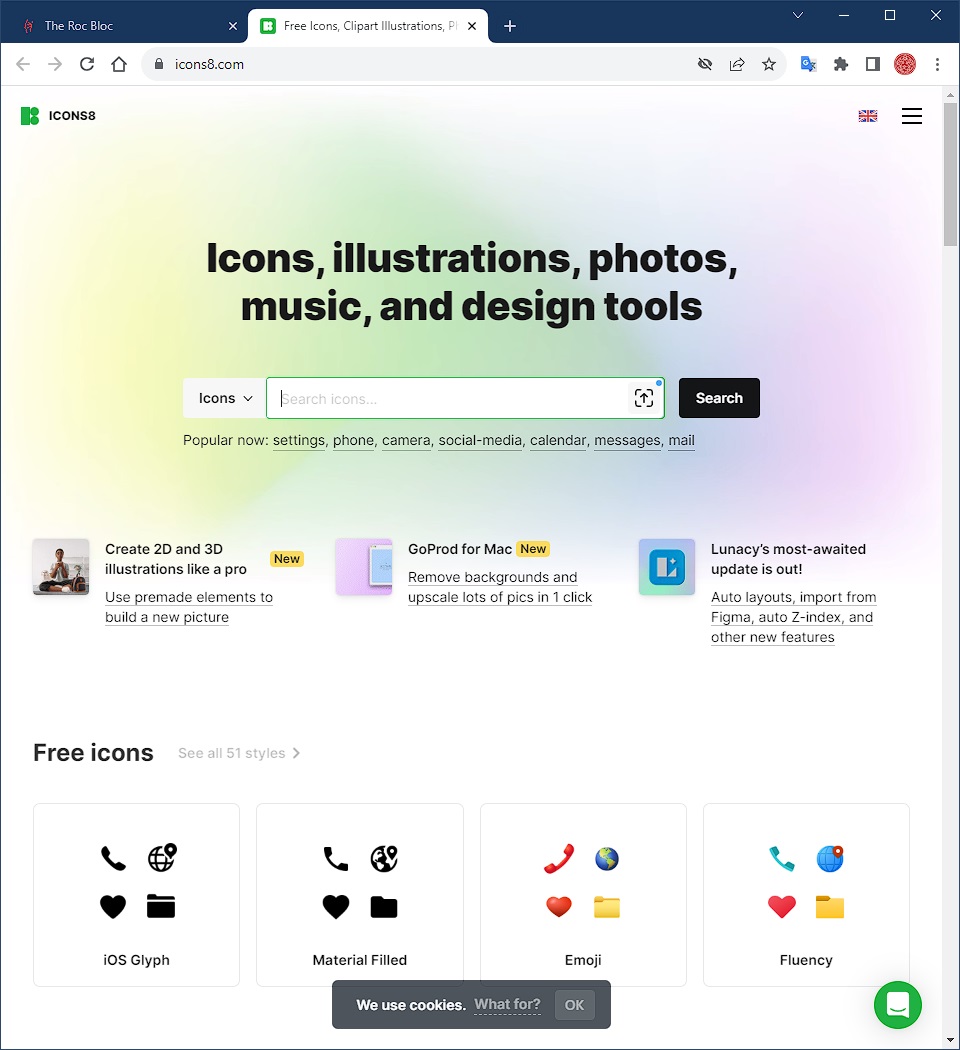 The Roc Bloc
Free Icons, Clipart Illustrations, P
icons8.com
ICONS8
Icons, illustrations, photos,
music, and design tools
Icons
Search icons...
Search
Popular now: settings, phone, camera, social-media, calendar, messages, mail
Create 2D and 3D
illustrations like a pro
New
Use premade elements to
build a new picture
GoProd for Mac New
Remove backgrounds and
upscale lots of pics in 1 click
Lunacy’s most-awaited
update is out!
Auto layouts, import from
Figma, auto Z-index, and
other new features
Free icons
See all 51 styles
iOS Glyph
Material Filled
Emoji
Fluency
We use cookies. What for? OK